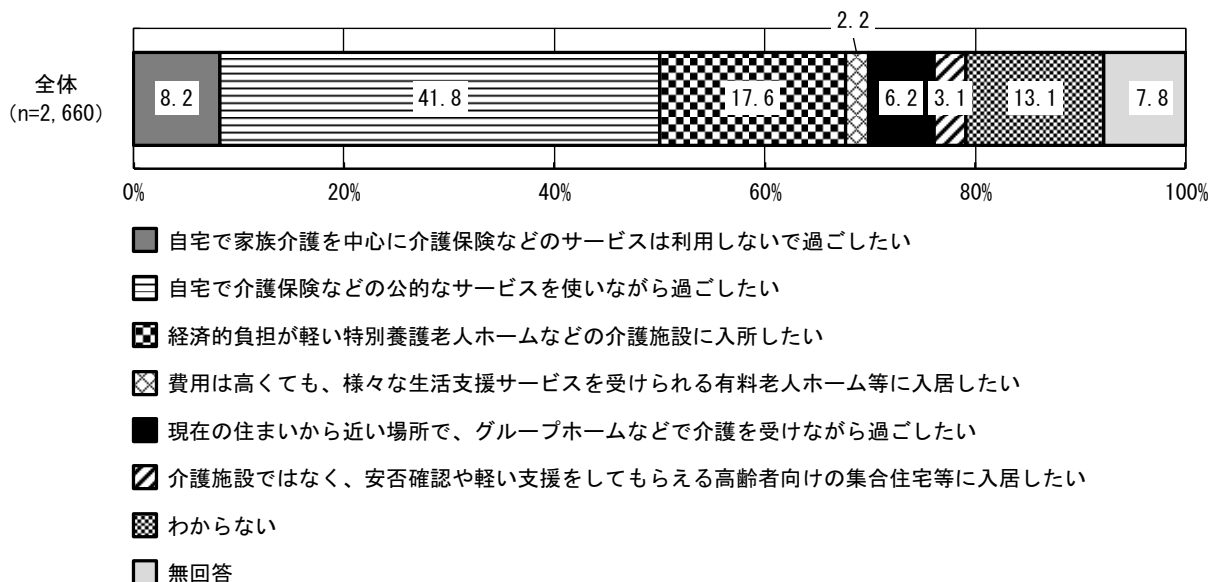 2.2
全体
(n=2,660)
8.2 41.8 17.6 6.2 3.1 13.1 7.8
0% 20% 40% 60% 80% 100%
自宅で家族介護を中心に介護保険などのサービスは利用しないで過ごしたい
自宅で介護保険などの公的なサービスを使いながら過ごしたい
経済的負担が軽い特別養護老人ホームなどの介護施設に入所したい
費用は高くても、様々な生活支援サービスを受けられる有料老人ホーム等に入居したい
現在の住まいから近い場所で、グループホームなどで介護を受けながら過ごしたい
介護施設ではなく、安否確認や軽い支援をしてもらえる高齢者向けの集合住宅等に入居したい
わからない
無回答